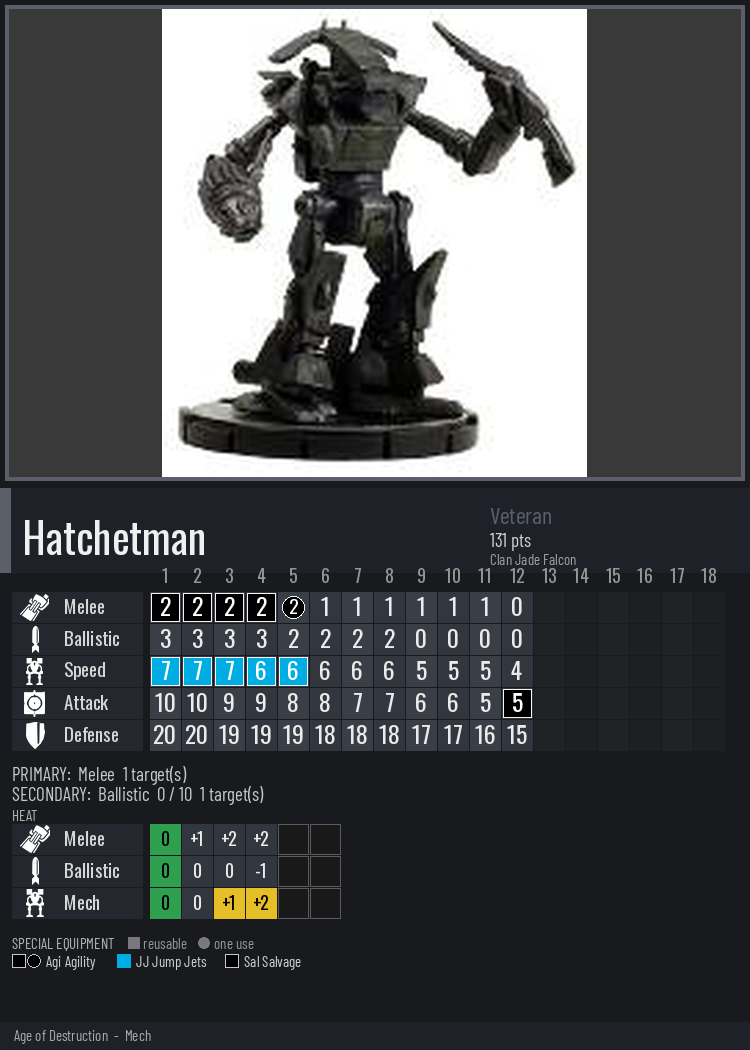 Hatchetman
Veteran
131 pts
Clan Jade Falcon
1 2 3 4 5 6 7 8 9 10 11 12 13 14 15 16 17 18
Melee 2 2 2 2 2 1 1 1 1 1 1 0
Ballistic 3 3 3 3 2 2 2 2 0 0 0 0
Speed 7 7 7 6 6 6 6 6 5 5 5 4
Attack 10 10 9 9 8 8 7 7 6 6 5 5
Defense 20 20 19 19 19 18 18 18 17 17 16 15
PRIMARY: Melee 1 target(s)
SECONDARY: Ballistic 0 / 10 1 target(s)
HEAT
Melee 0 +1 +2 +2
Ballistic 0 0 0 -1
Mech 0 0 +1 +2
SPECIAL EQUIPMENT reusable one use
Agi Agility JJ Jump Jets Sal Salvage
Age of Destruction - Mech